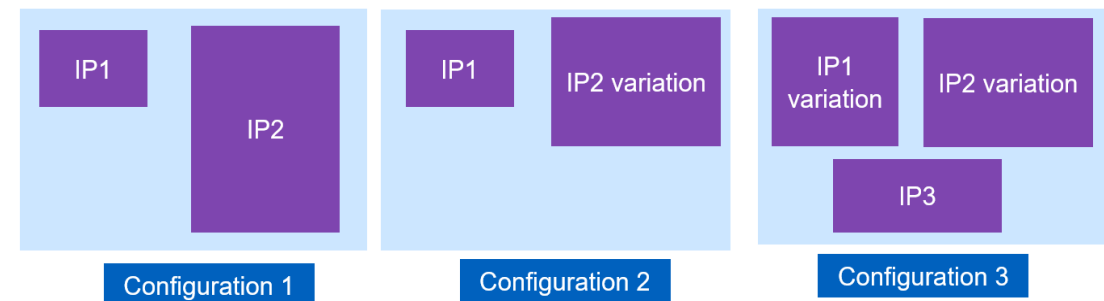 IP1
IP2
Configuration 1
IP1
IP2 variation
Configuration 2
IP1
variation
IP2 variation
IP3
Configuration 3